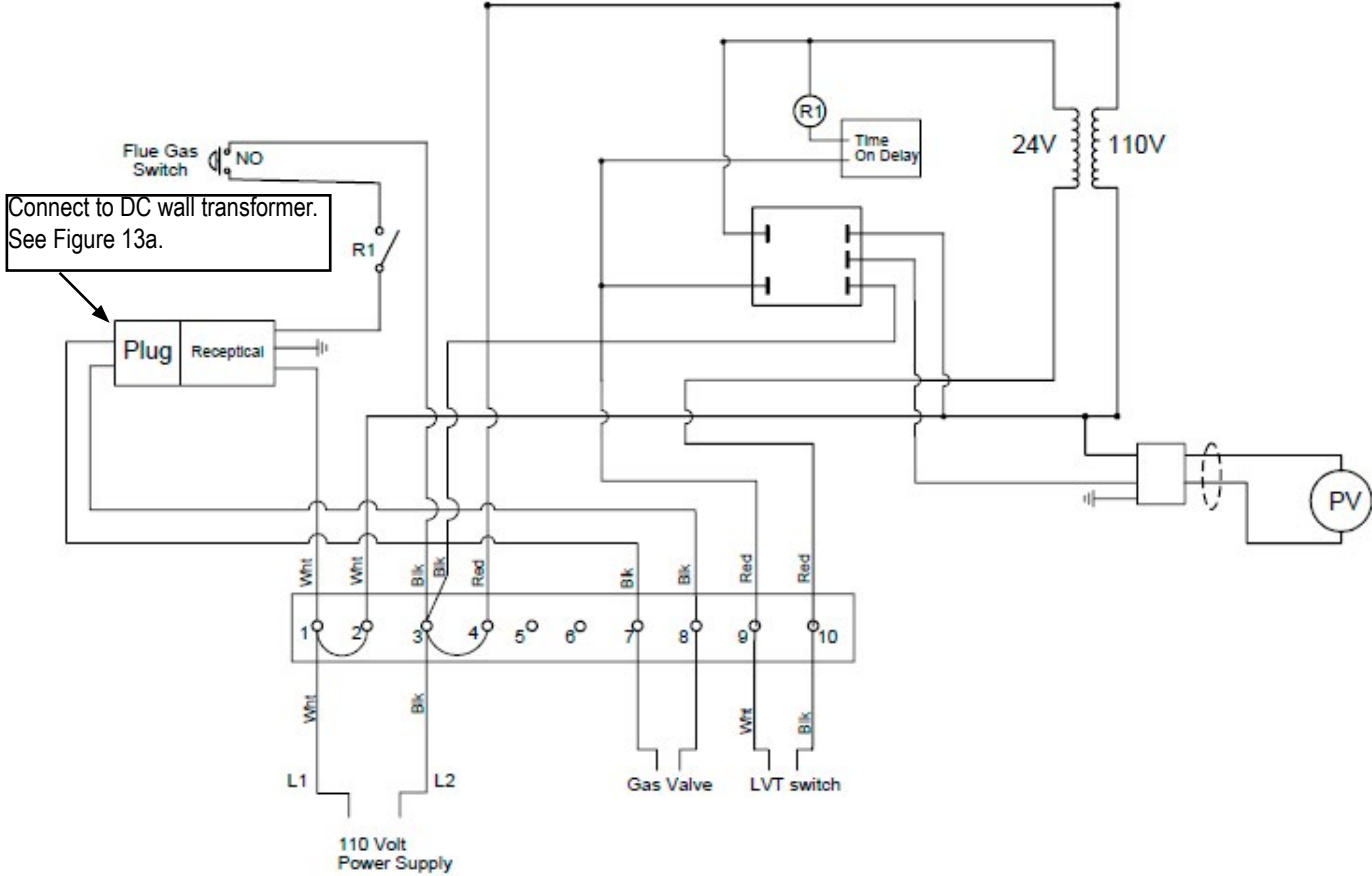 R1
Time
On Delay
24V
110V
Flue Gas
Switch
NO
Connect to DC wall transformer.
See Figure 13a.
R1
Plug
Receptical
PV
Wht
Wht
Blk
Blk
Red
Blk
Blk
Red
Red
1
2
3
4
5
6
7
8
9
10
Wht
Blk
Wht
Blk
L1
L2
Gas Valve
LVT switch
110 Volt
Power Supply